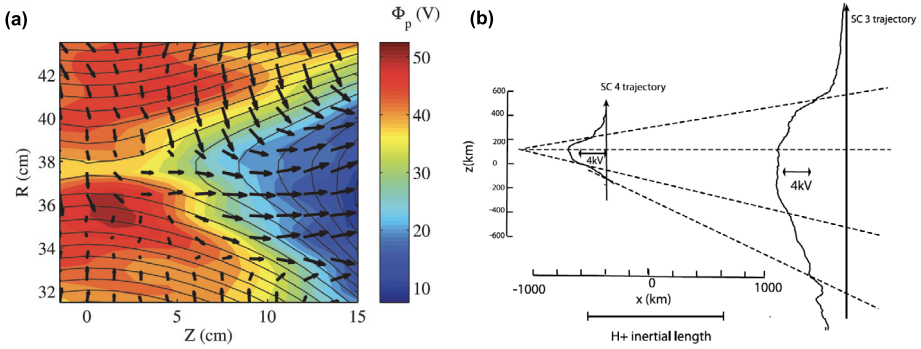 (a)
Φp (V)
42
40
38
36
34
32
R (cm)
0
5
10
15
Z (cm)
50
40
30
20
10
(b)
SC 3 trajectory
SC 4 trajectory
600
400
200
0
-200
-400
-600
z(km)
4kV
4kV
-1000
0
1000
x (km)
H+ inertial length